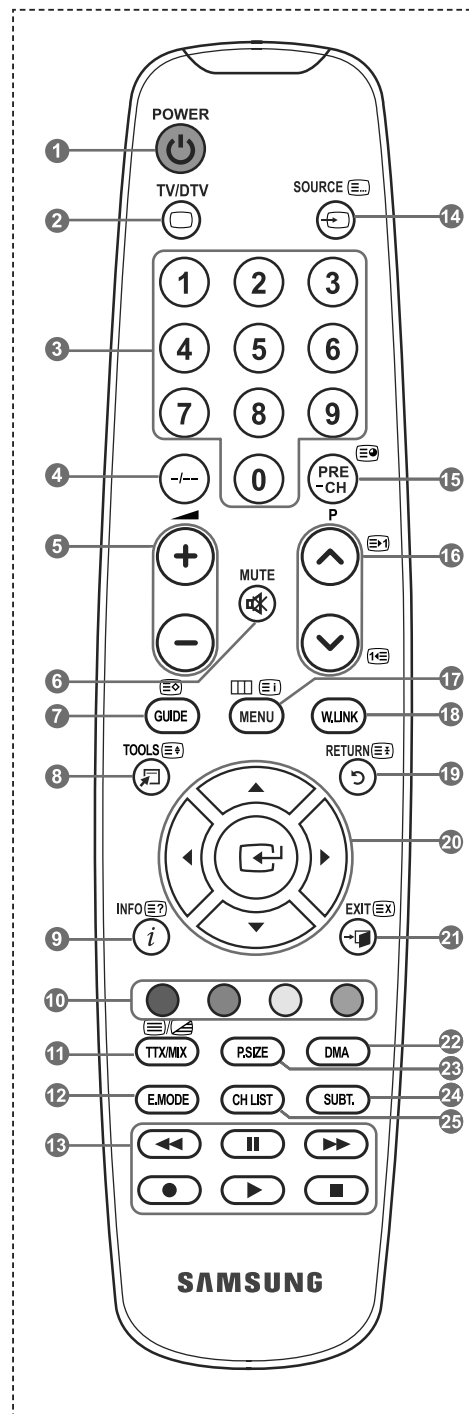 POWER
1
TV/DTV
SOURCE
2
14
1 2 3
3
4 5 6
7 8 9
4
-/--
0
PRE
-CH
15
P
5
+
16
1
MUTE
−
6
1
17
7
GUIDE
MENU
i
W.LINK
18
TOOLS
RETURN
8
19
20
INFO
?
EXIT
X
9
i
21
10
/
11
TTX/MIX
P.SIZE
DMA
22
23
12
E.MODE
CH LIST
SUBT.
24
25
13
SAMSUNG